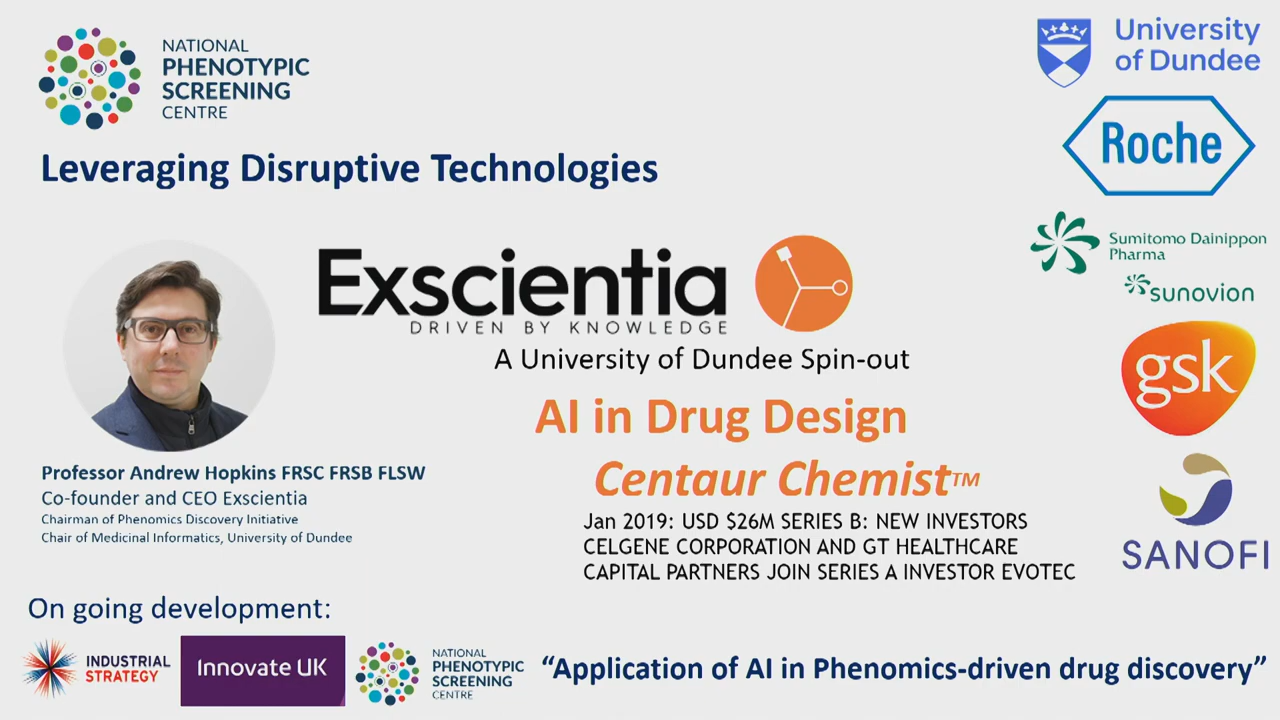 NATIONAL
PHENOTYPIC
SCREENING
CENTRE
University
of Dundee
Roche
Leveraging Disruptive Technologies
Sumitomo Dainippon
Pharma
sunovion
Exscientia
DRIVEN BY KNOWLEDGE
A University of Dundee Spin-out
gsk
AI in Drug Design
Centaur Chemist™
Professor Andrew Hopkins FRSC FRSB FLSW
Co-founder and CEO Exscientia
Chairman of Phenomics Discovery Initiative
Chair of Medicinal Informatics, University of Dundee
Jan 2019: USD $26M SERIES B: NEW INVESTORS
CELGENE CORPORATION AND GT HEALTHCARE
CAPITAL PARTNERS JOIN SERIES A INVESTOR EVOTEC
SANOFI
On going development:
INDUSTRIAL
STRATEGY
Innovate UK
NATIONAL
PHENOTYPIC
SCREENING
CENTRE
“Application of AI in Phenomics-driven drug discovery”